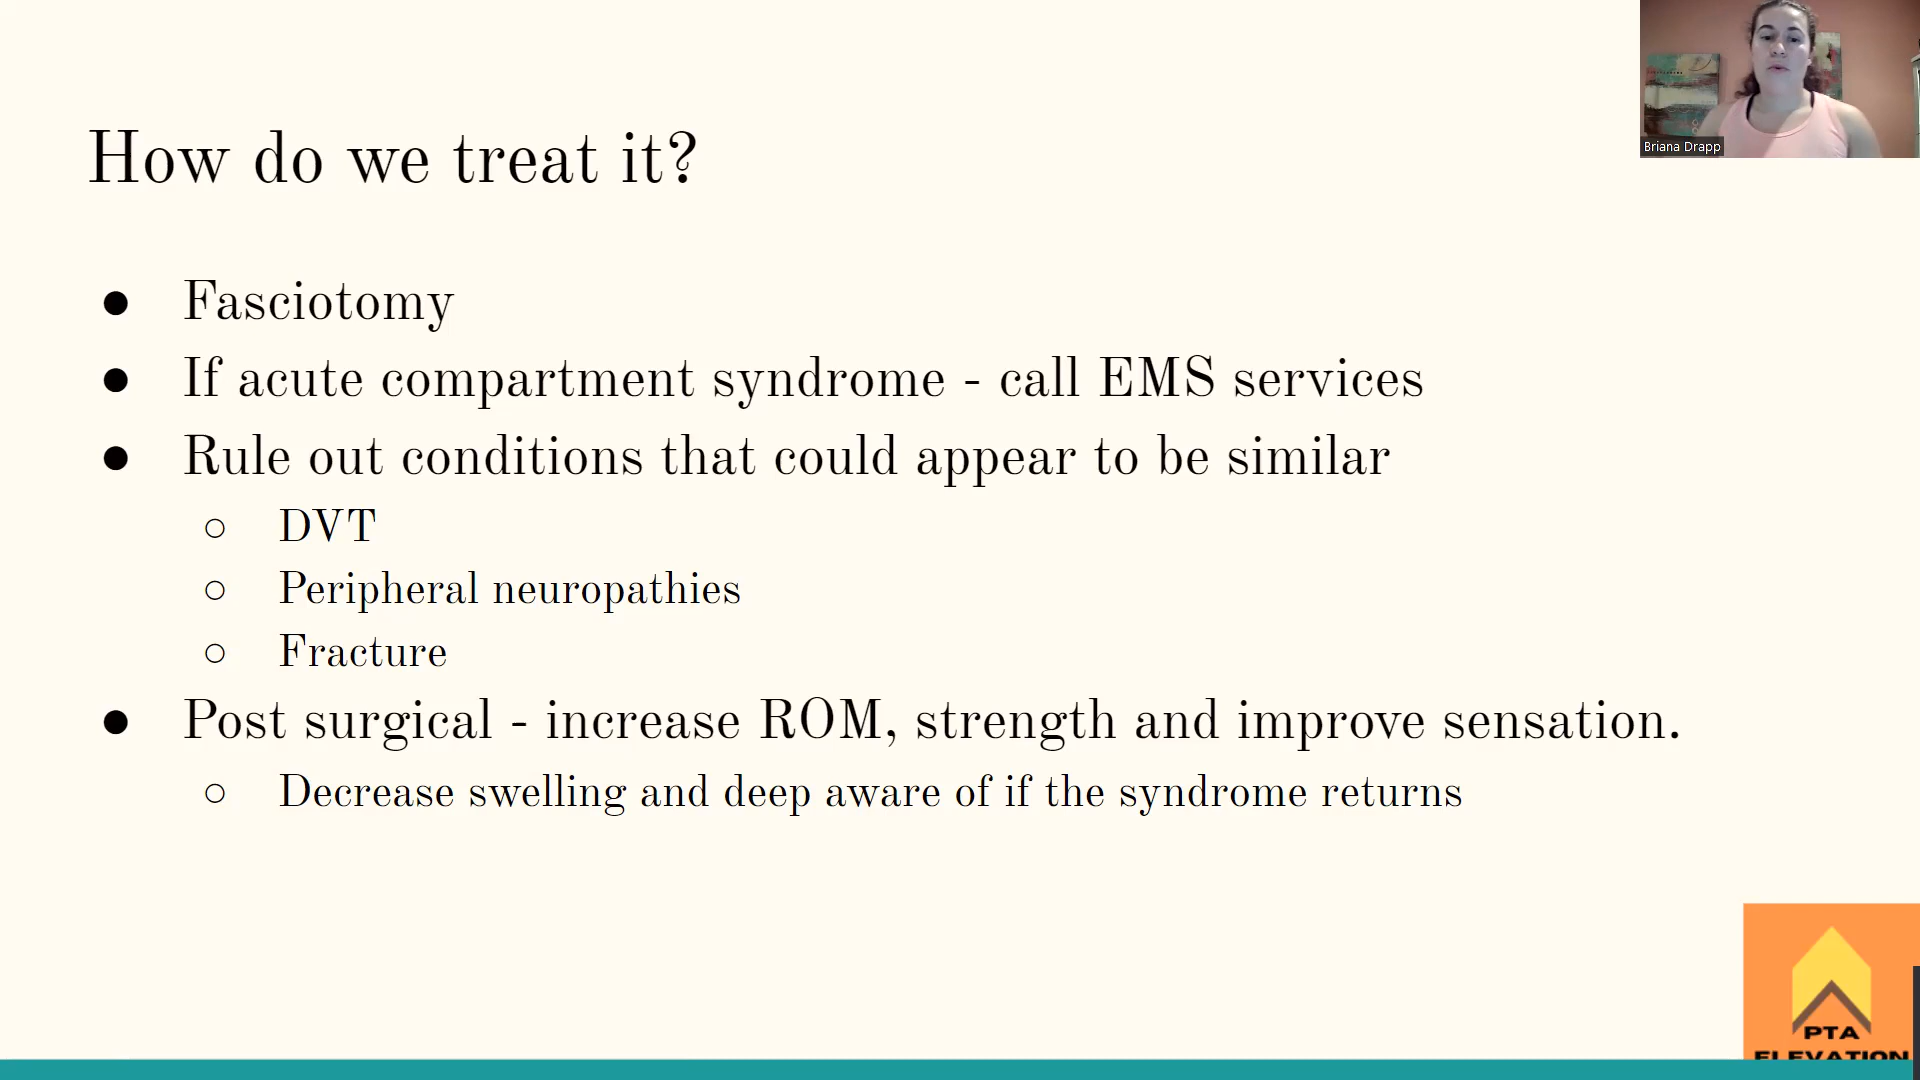 Briana Drapp
How do we treat it?
● Fasciotomy
● If acute compartment syndrome - call EMS services
● Rule out conditions that could appear to be similar
○ DVT
○ Peripheral neuropathies
○ Fracture
● Post surgical - increase ROM, strength and improve sensation.
○ Decrease swelling and deep aware of if the syndrome returns
PTA
ELEVATION